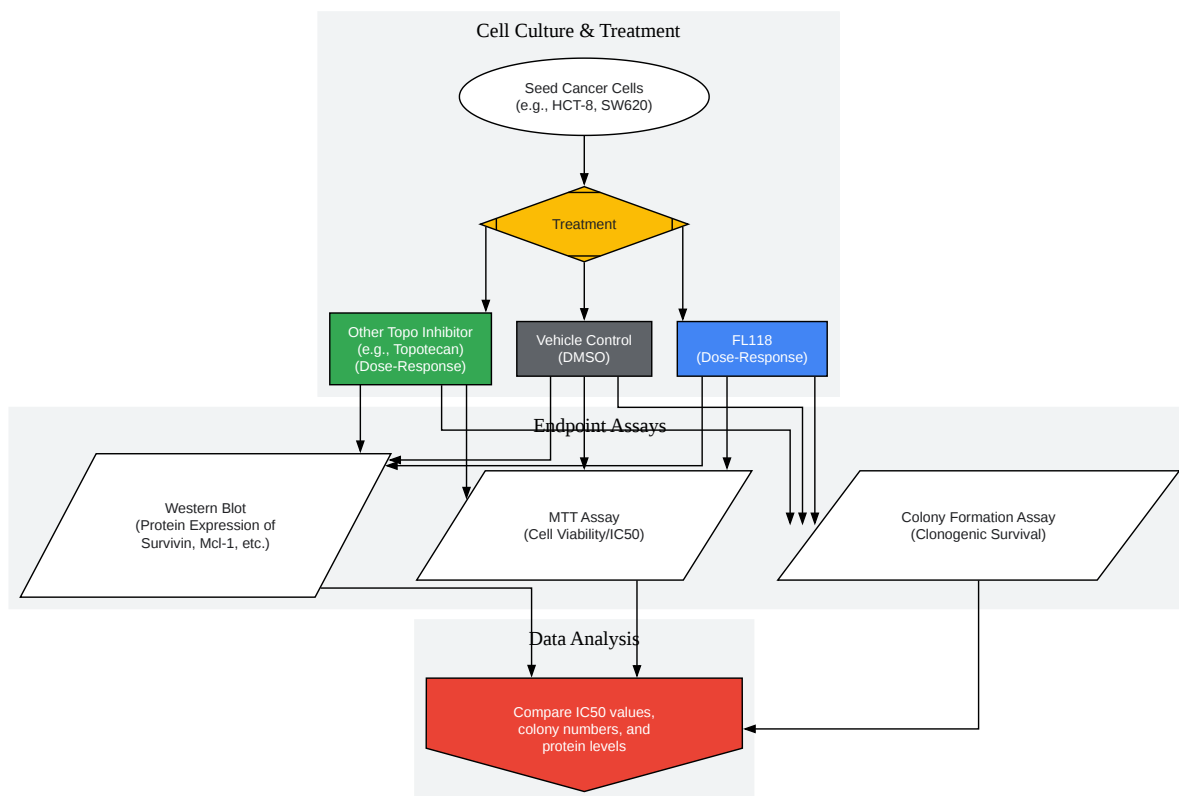 Cell Culture & Treatment
Seed Cancer Cells
(e.g., HCT-8, SW620)
Treatment
Other Topo Inhibitor
(e.g., Topotecan)
(Dose-Response)
Vehicle Control
(DMSO)
FL118
(Dose-Response)
Endpoint Assays
Western Blot
(Protein Expression of
Survivin, Mcl-1, etc.)
MTT Assay
(Cell Viability/IC50)
Colony Formation Assay
(Clonogenic Survival)
Data Analysis
Compare IC50 values,
colony numbers, and
protein levels